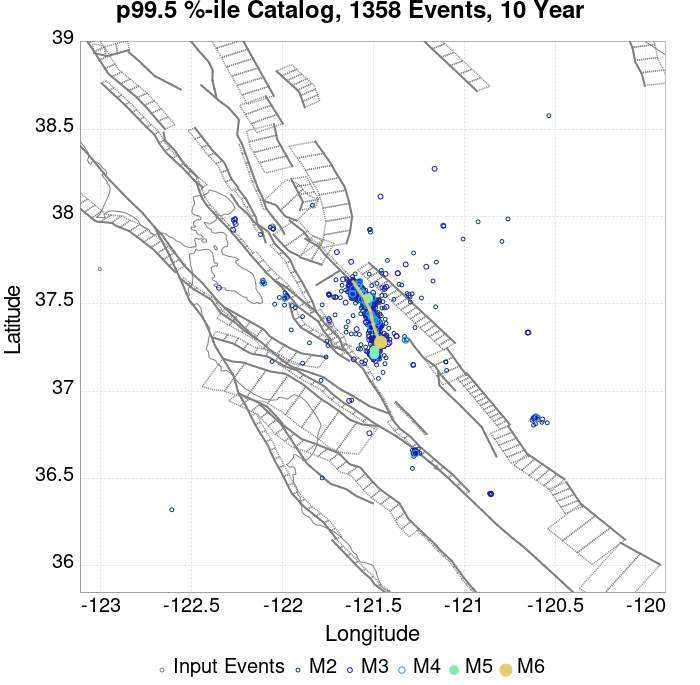 p99.5 %-ile Catalog, 1358 Events, 10 Year
39
38.5
38
37.5
37
36.5
36
Latitude
-123 -122.5 -122 -121.5 -121 -120.5 -120
Longitude
Input Events M2 M3 M4 M5 M6